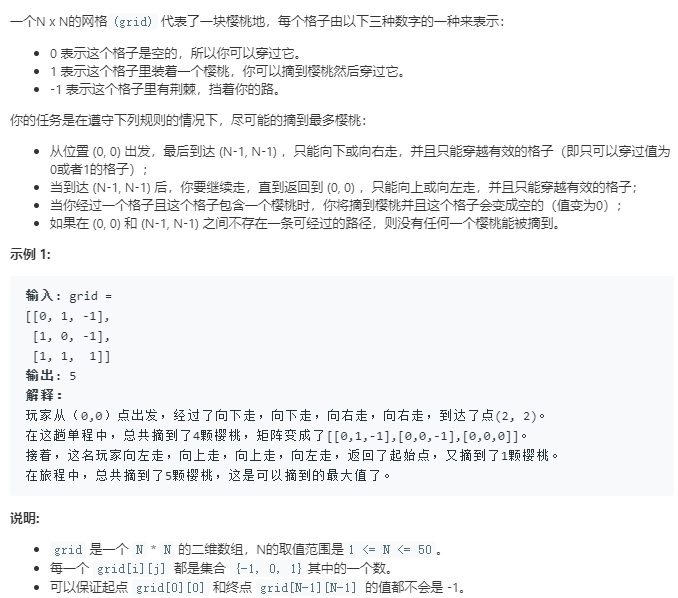 一个N x N的网格（grid）代表了一块樱桃地，每个格子由以下三种数字的一种来表示：
• 0 表示这个格子是空的，所以你可以穿过它。
• 1 表示这个格子里装着一个樱桃，你可以摘到樱桃然后穿过它。
• -1 表示这个格子里有荆棘，挡着你的路。
你的任务是在遵守下列规则的情况下，尽可能的摘到最多樱桃：
• 从位置 (0, 0) 出发，最后到达 (N-1, N-1) ，只能向下或向右走，并且只能穿越有效的格子（即只可以穿过值为
0或者1的格子）；
• 当到达 (N-1, N-1) 后，你要继续走，直到返回到 (0, 0) ，只能向上或向左走，并且只能穿越有效的格子；
• 当你经过一个格子且这个格子包含一个樱桃时，你将摘到樱桃并且这个格子会变成空的（值变为0）；
• 如果在 (0, 0) 和 (N-1, N-1) 之间不存在一条可经过的路径，则没有任何一个樱桃能被摘到。
示例 1:
输入: grid =
[[0, 1, -1],
[1, 0, -1],
[1, 1, 1]]
输出: 5
解释：
玩家从（0,0）点出发，经过了向下走，向下走，向右走，向右走，到达了点(2, 2)。
在这趟单程中，总共摘到了4颗樱桃，矩阵变成了[[0,1,-1],[0,0,-1],[0,0,0]]。
接着，这名玩家向左走，向上走，向上走，向左走，返回了起始点，又摘到了1颗樱桃。
在旅程中，总共摘到了5颗樱桃，这是可以摘到的最大值了。
说明:
• grid 是一个 N * N 的二维数组，N的取值范围是 1 <= N <= 50 。
• 每一个 grid[i][j] 都是集合 {-1, 0, 1} 其中的一个数。
• 可以保证起点 grid[0][0] 和终点 grid[N-1][N-1] 的值都不会是 -1。